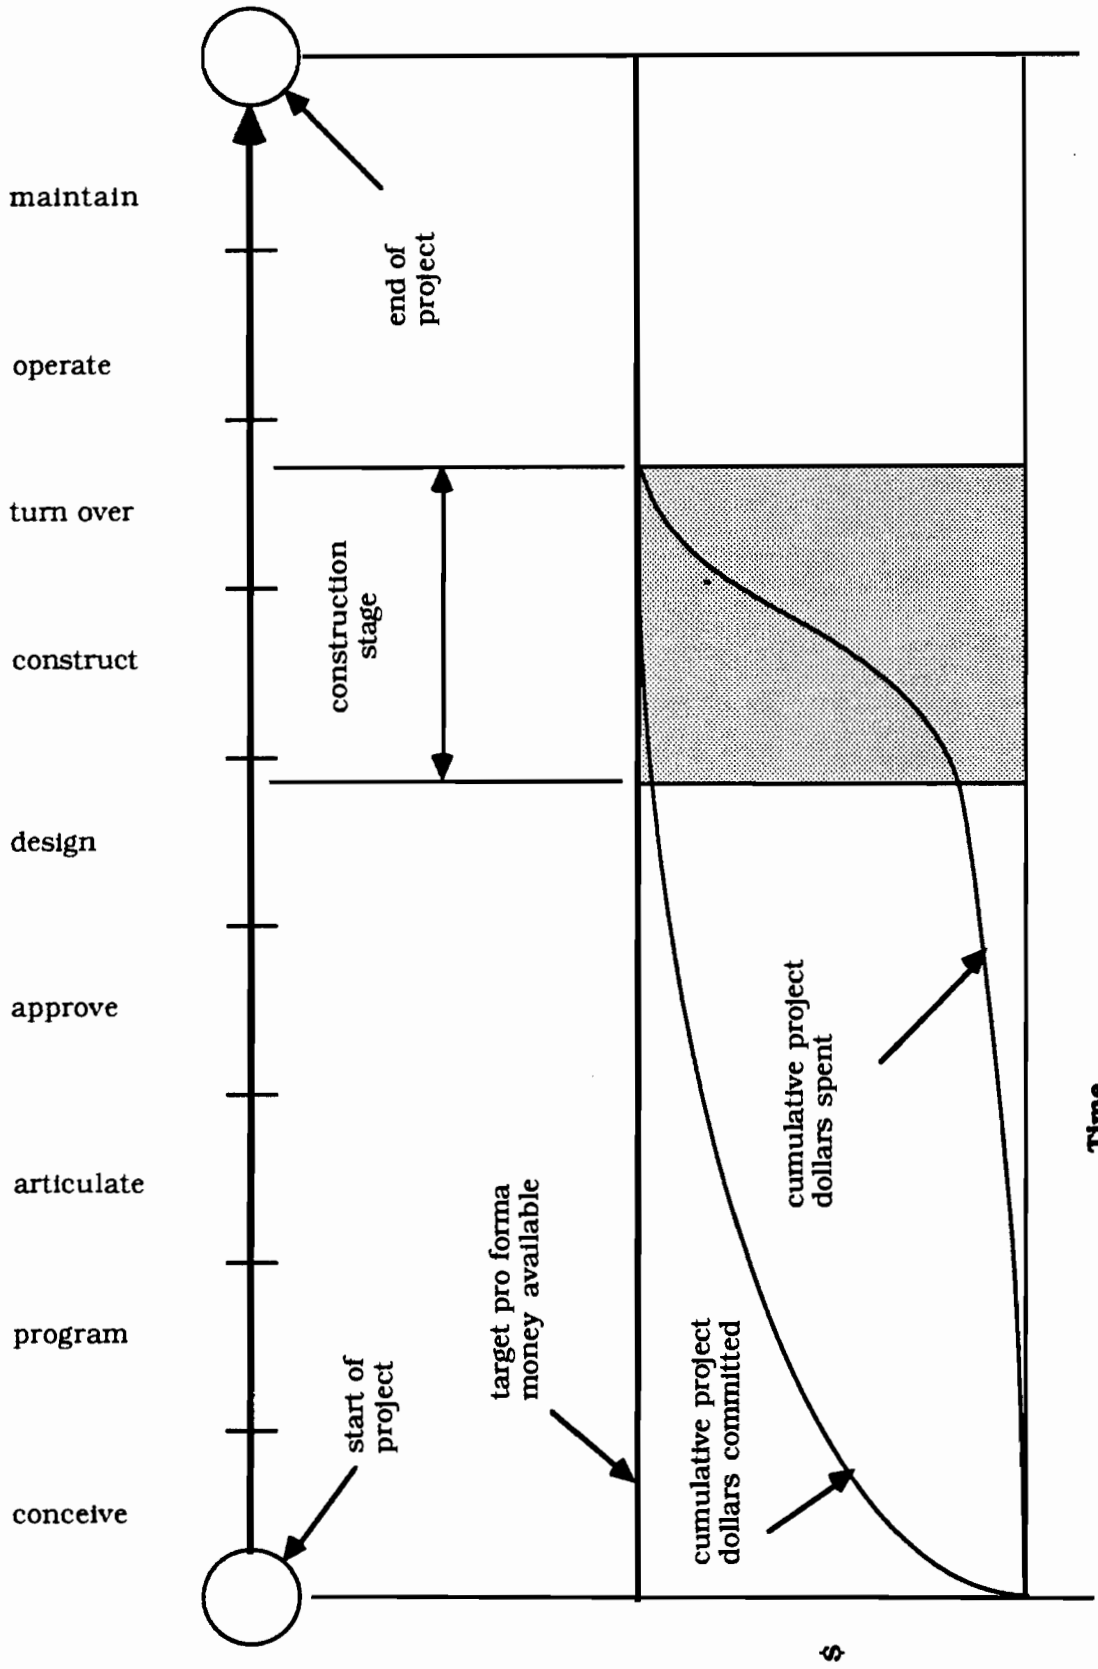 maintain
operate
turn over
construct
design
approve
articulate
program
conceive
end of
project
construction
stage
start of
project
target pro forma
money available
cumulative project
dollars committed
cumulative project
dollars spent
$
Time